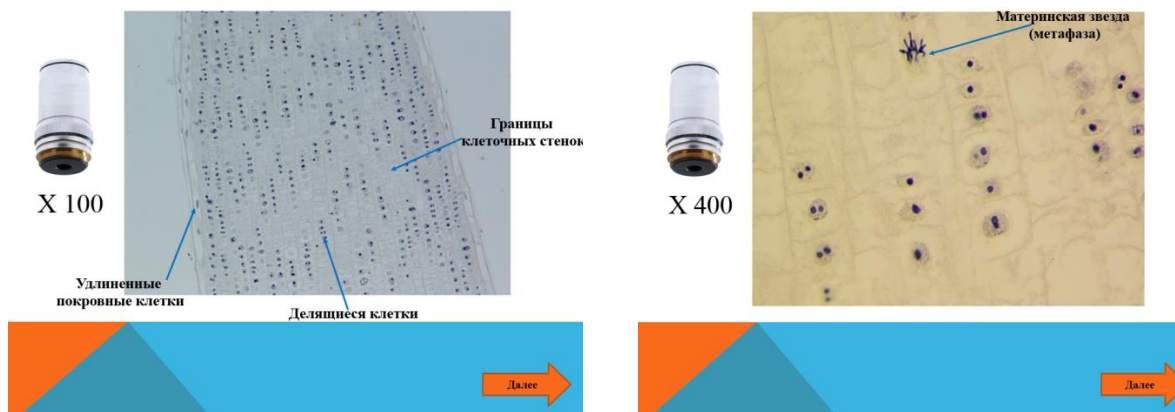 Границы
клеточных стенок
X 100
Удлиненные
покровные клетки
Делящиеся клетки
Далее
Материнская звезда
(метафаза)
X 400
Далее